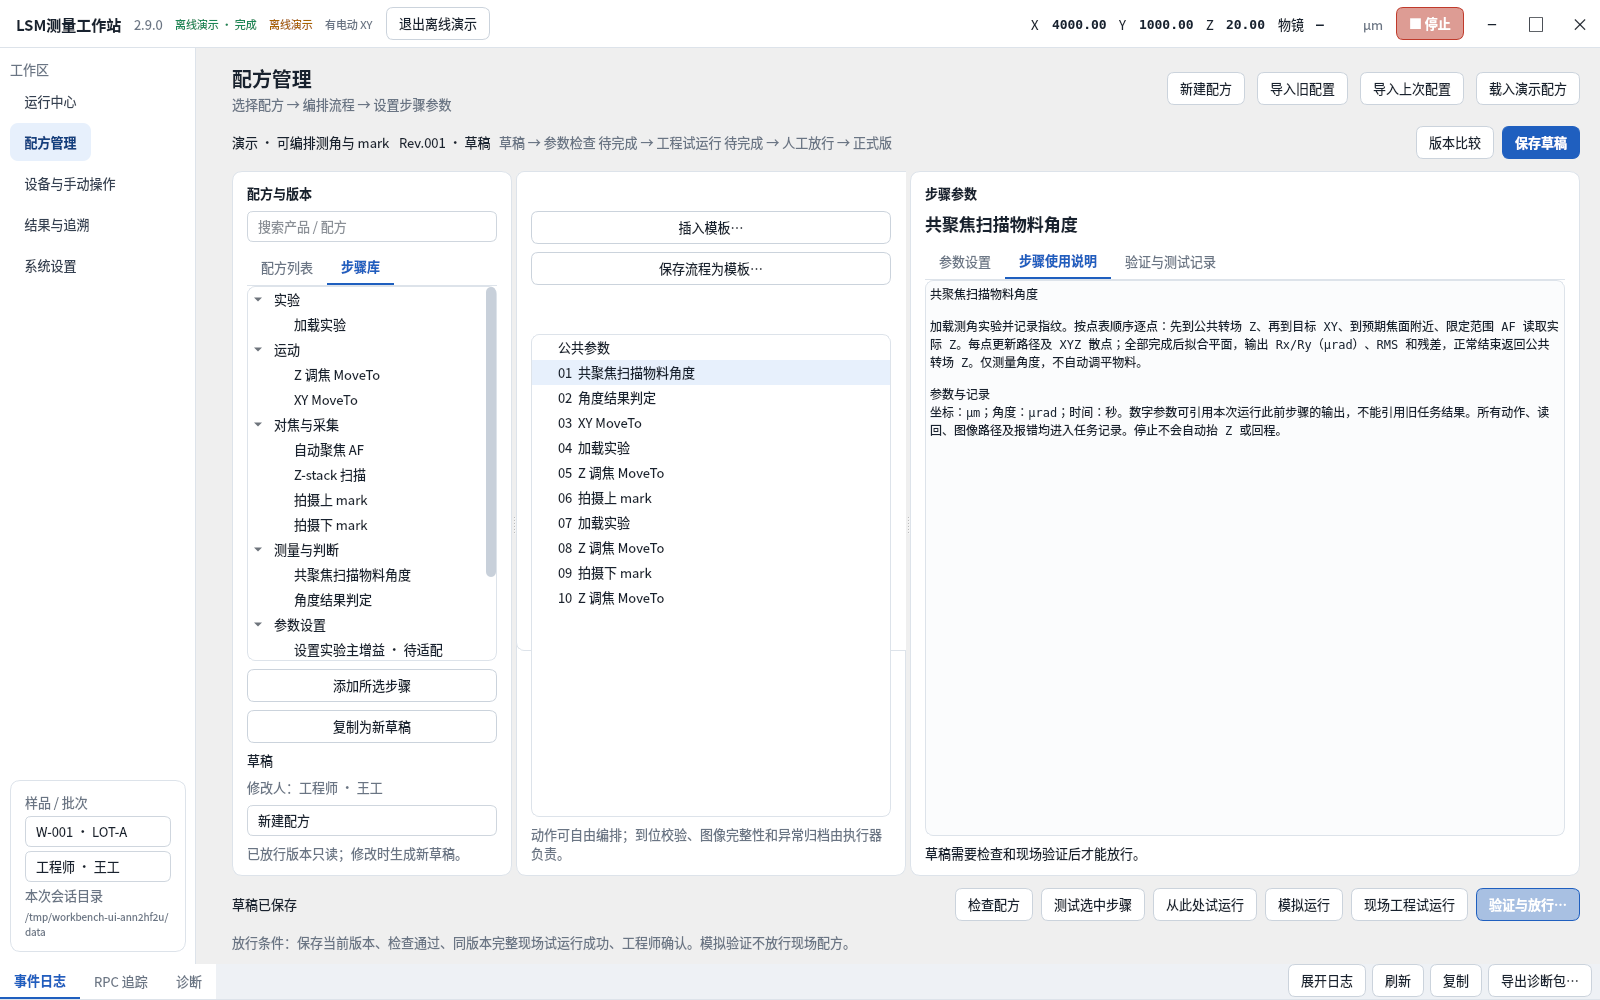 LSM测量工作站 2.9.0 离线演示 · 完成 离线演示 有电动 XY 退出离线演示 X 4000.00 Y 1000.00 Z 20.00 物镜 — μm 停止
工作区
运行中心
配方管理
设备与手动操作
结果与追溯
系统设置
样品 / 批次
W-001 · LOT-A
工程师 · 王工
本次会话目录
/tmp/workbench-ui-ann2hf2u/
data
配方管理
选择配方 → 编排流程 → 设置步骤参数
新建配方 导入旧配置 导入上次配置 载入演示配方
演示 · 可编排测角与 mark Rev.001 · 草稿 草稿 → 参数检查 待完成 → 工程试运行 待完成 → 人工放行 → 正式版
版本比较 保存草稿
配方与版本
搜索产品 / 配方
配方列表 步骤库
实验
加载实验
运动
Z 调焦 MoveTo
XY MoveTo
对焦与采集
自动聚焦 AF
Z-stack 扫描
拍摄上 mark
拍摄下 mark
测量与判断
共聚焦扫描物料角度
角度结果判定
参数设置
设置实验主增益 · 待适配
添加所选步骤
复制为新草稿
草稿
修改人：工程师 · 王工
新建配方
已放行版本只读；修改时生成新草稿。
插入模板…
保存流程为模板…
公共参数
01 共聚焦扫描物料角度
02 角度结果判定
03 XY MoveTo
04 加载实验
05 Z 调焦 MoveTo
06 拍摄上 mark
07 加载实验
08 Z 调焦 MoveTo
09 拍摄下 mark
10 Z 调焦 MoveTo
动作可自由编排；到位校验、图像完整性和异常归档由执行器
负责。
步骤参数
共聚焦扫描物料角度
参数设置 步骤使用说明 验证与测试记录
共聚焦扫描物料角度
加载测角实验并记录指纹。按点表顺序逐点：先到公共转场 Z、再到目标 XY、到预期焦面附近、限定范围 AF 读取实
际 Z。每点更新路径及 XYZ 散点；全部完成后拟合平面，输出 Rx/Ry（μrad）、RMS 和残差，正常结束返回公共
转场 Z。仅测量角度，不自动调平物料。
参数与记录
坐标：μm；角度：μrad；时间：秒。数字参数可引用本次运行此前步骤的输出，不能引用旧任务结果。所有动作、读
回、图像路径及报错均进入任务记录。停止不会自动抬 Z 或回程。
草稿需要检查和现场验证后才能放行。
草稿已保存
检查配方 测试选中步骤 从此处试运行 模拟运行 现场工程试运行 验证与放行…
放行条件：保存当前版本、检查通过、同版本完整现场试运行成功、工程师确认。模拟验证不放行现场配方。
事件日志 RPC 追踪 诊断
展开日志 刷新 复制 导出诊断包…